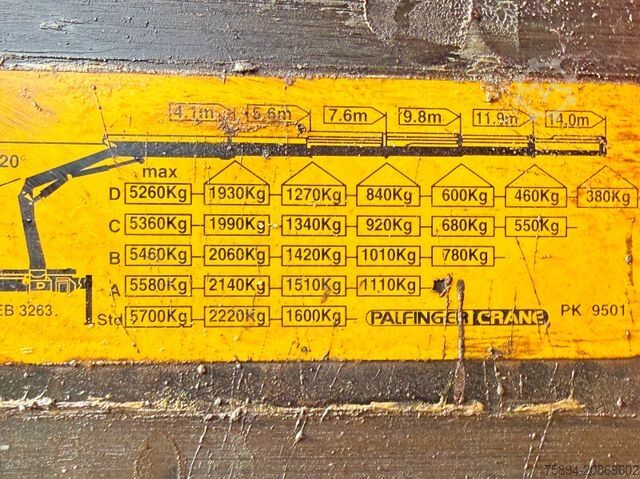 4.1m 5.6m 7.6m 9.8m 11.9m 14.0m
20°
max
D 5260Kg 1930Kg 1270Kg 840Kg 600Kg 460Kg 380Kg
C 5360Kg 1990Kg 1340Kg 920Kg 680Kg 550Kg
B 5460Kg 2060Kg 1420Kg 1010Kg 780Kg
A 5580Kg 2140Kg 1510Kg 1110Kg
EB 3263
Std 5700Kg 2220Kg 1600Kg PALFINGER CRANE PK 9501
75894-20869602